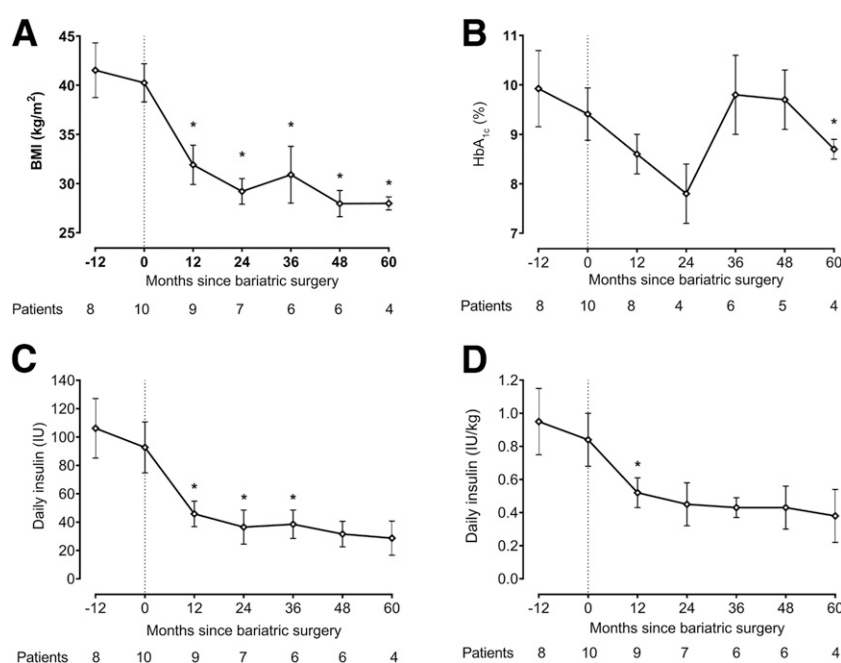 A
BMI (kg/m²)
45
40
35
30
25
* * * * *
-12 0 12 24 36 48 60
Months since bariatric surgery
Patients 8 10 9 7 6 6 4
B
HbA1c (%)
11
10
9
8
7
*
-12 0 12 24 36 48 60
Months since bariatric surgery
Patients 8 10 8 4 6 5 4
C
Daily insulin (IU)
140
120
100
80
60
40
20
0
* * *
-12 0 12 24 36 48 60
Months since bariatric surgery
Patients 8 10 9 7 6 6 4
D
Daily insulin (IU/kg)
1.2
1.0
0.8
0.6
0.4
0.2
0.0
*
-12 0 12 24 36 48 60
Months since bariatric surgery
Patients 8 10 9 7 6 6 4